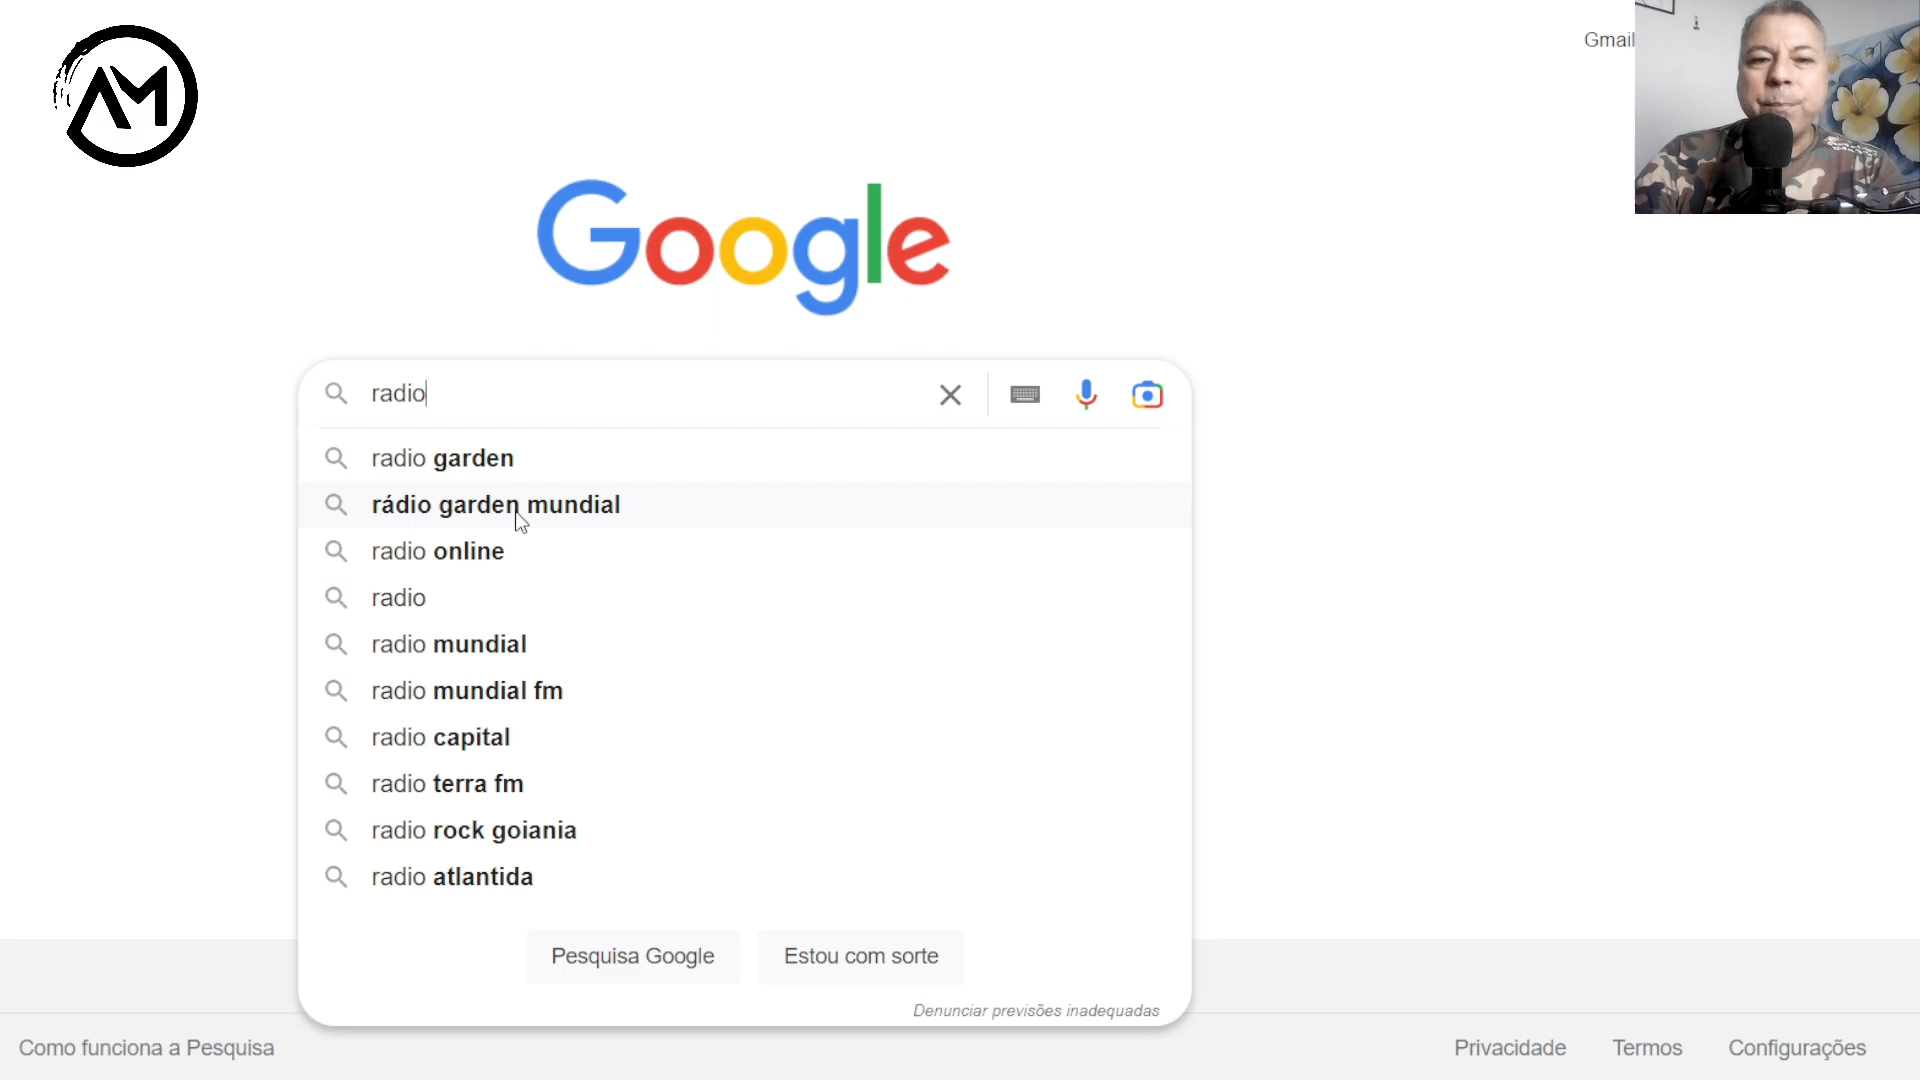 AM
Gmail
Google
radio
radio garden
rádio garden mundial
radio online
radio
radio mundial
radio mundial fm
radio capital
radio terra fm
radio rock goiania
radio atlantida
Pesquisa Google
Estou com sorte
Denunciar previsões inadequadas
Como funciona a Pesquisa
Privacidade
Termos
Configurações